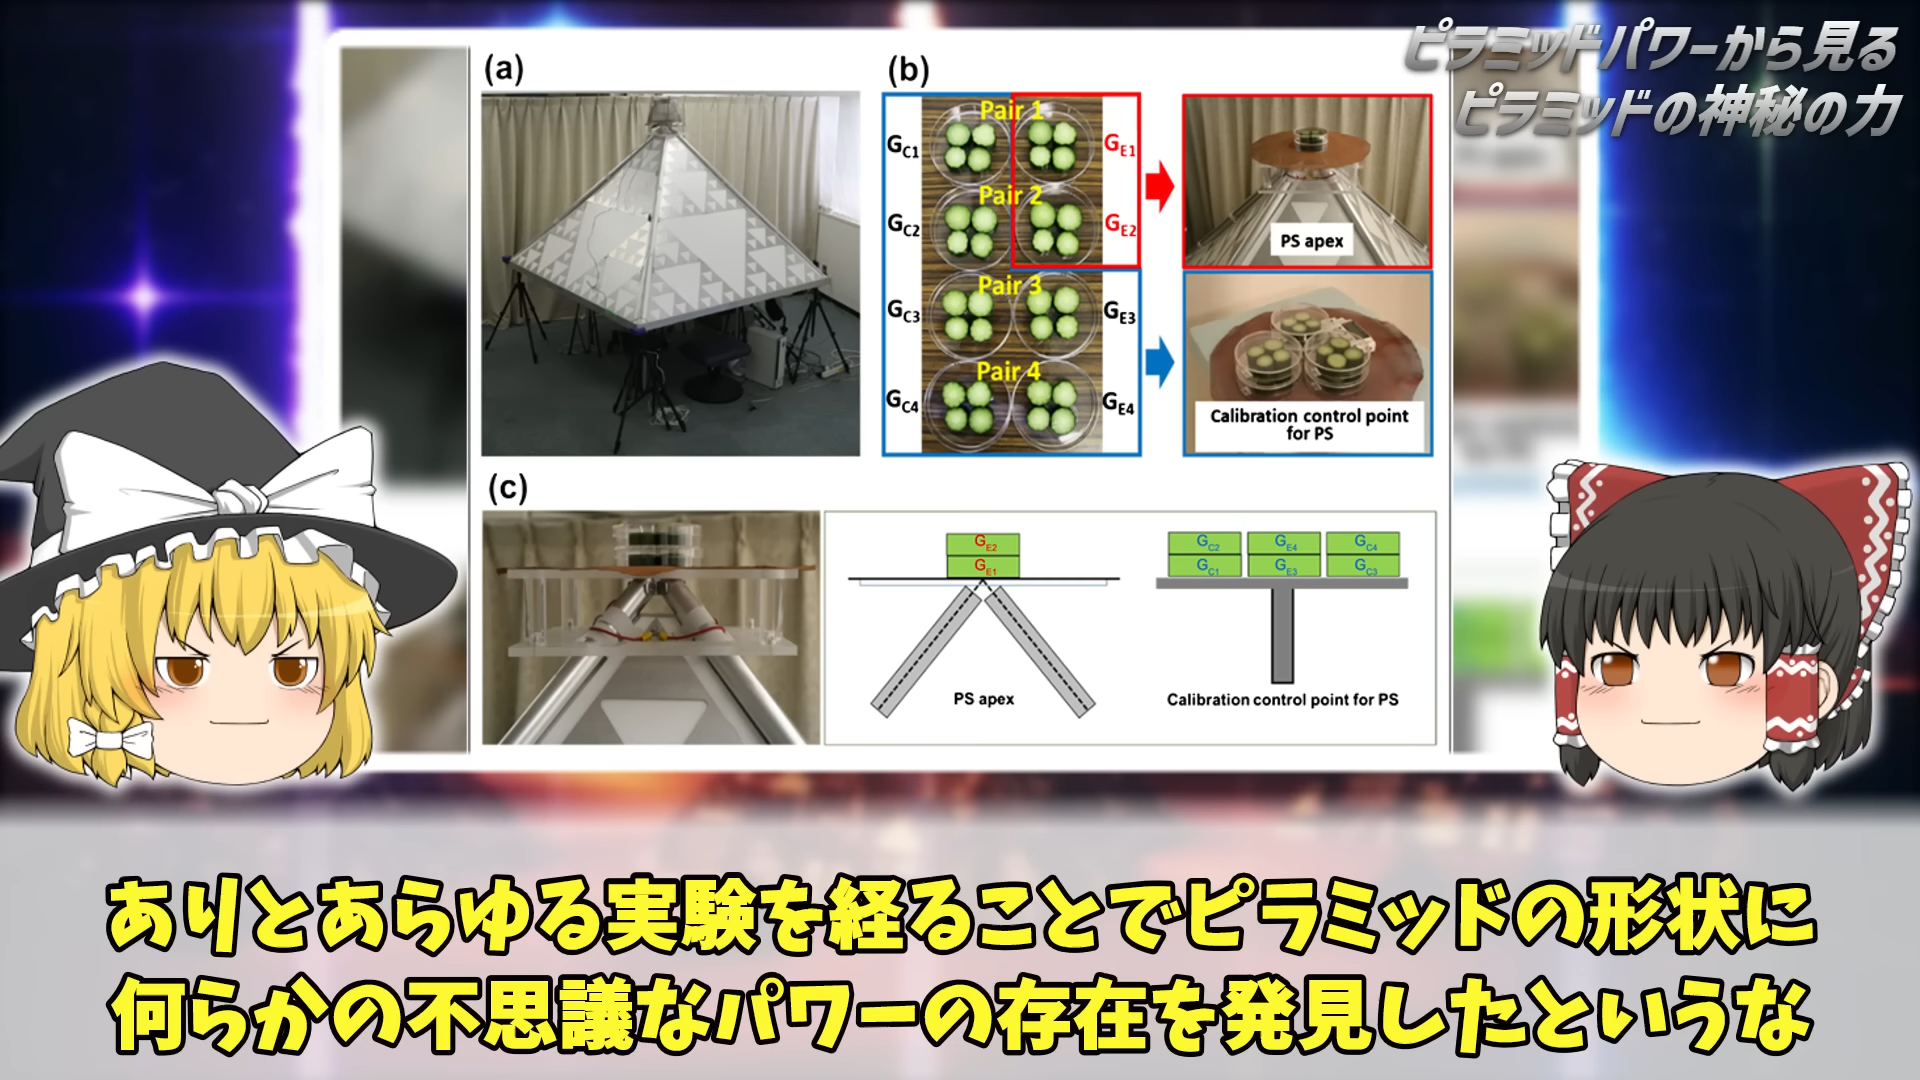 ピラミッドパワーから見る
ピラミッドの神秘の力
(a)
(b)
Pair 1
GC1
GE1
Pair 2
GC2
GE2
Pair 3
GC3
GE3
Pair 4
GC4
GE4
PS apex
Calibration control point
for PS
(c)
GE2
GE1
PS apex
GC2 GE4 GC4
GC1 GE3 GC3
Calibration control point for PS
ありとあらゆる実験を経ることでピラミッドの形状に
何らかの不思議なパワーの存在を発見したというな